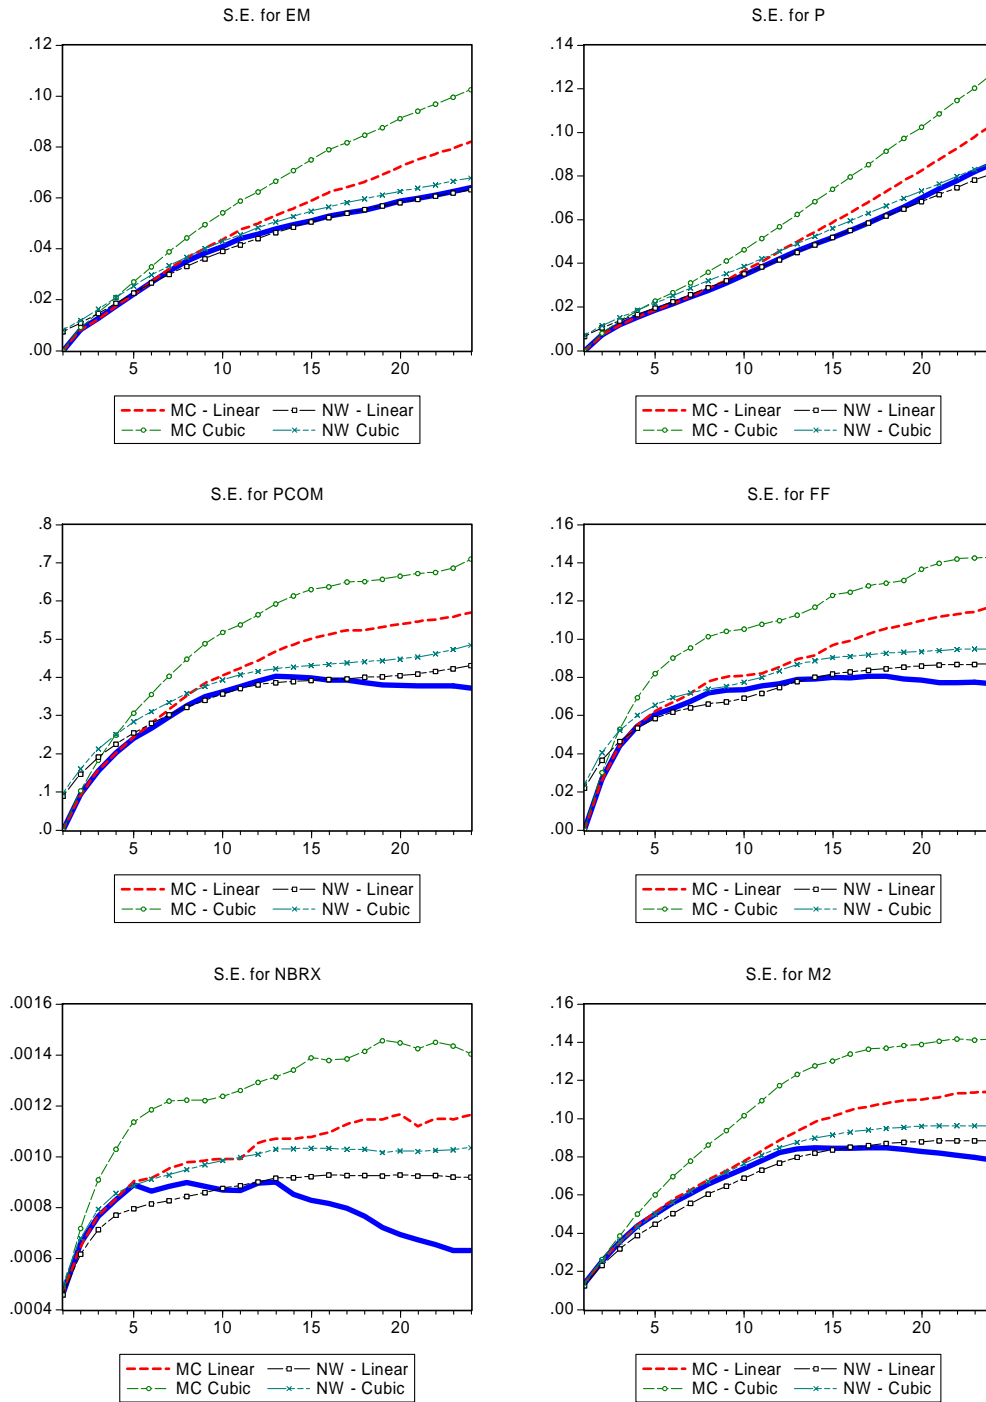 S.E. for EM
.12
.10
.08
.06
.04
.02
.00
5 10 15 20
MC - Linear NW - Linear
MC Cubic NW Cubic
S.E. for P
.14
.12
.10
.08
.06
.04
.02
.00
5 10 15 20
MC - Linear NW - Linear
MC - Cubic NW - Cubic
S.E. for PCOM
.8
.7
.6
.5
.4
.3
.2
.1
.0
5 10 15 20
MC - Linear NW - Linear
MC - Cubic NW - Cubic
S.E. for FF
.16
.14
.12
.10
.08
.06
.04
.02
.00
5 10 15 20
MC - Linear NW - Linear
MC - Cubic NW - Cubic
S.E. for NBRX
.0016
.0014
.0012
.0010
.0008
.0006
.0004
5 10 15 20
MC Linear NW - Linear
MC Cubic NW - Cubic
S.E. for M2
.16
.14
.12
.10
.08
.06
.04
.02
.00
5 10 15 20
MC - Linear NW - Linear
MC - Cubic NW - Cubic